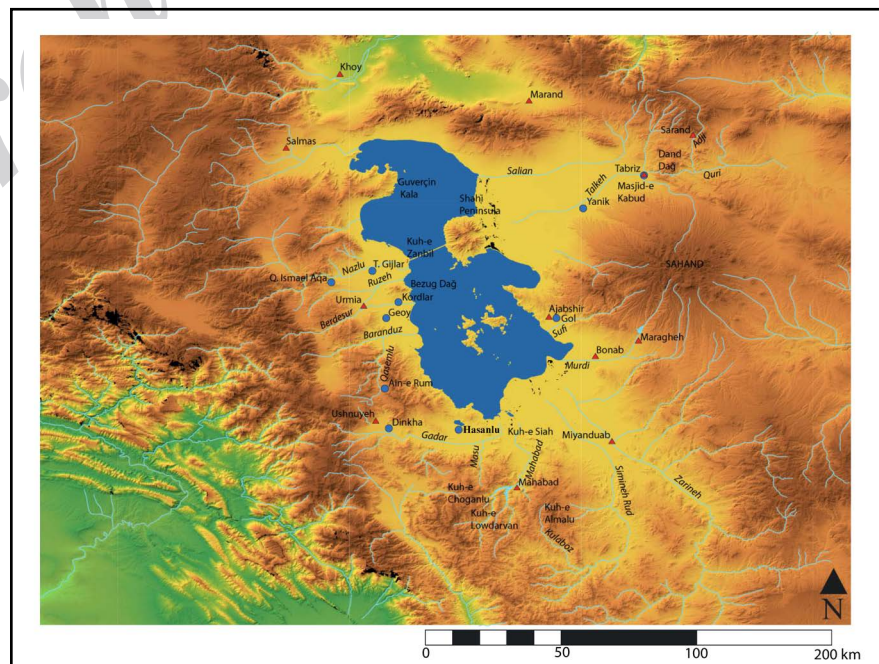 Khoy
Marand
Sarand
Adji
Salmas
Dand
Dağ
Tabriz
Salian
Talkeh
Quri
Masjid-e
Kabud
Guverçin
Kala
Shahi
Peninsula
Yanik
Kuh-e
Zanbil
SAHAND
Nazlu
T. Gijlar
Ruzeh
Q. Ismael Aqa
Bezug Dağ
Urmia
Kordlar
Berdesur
Geoy
Ajabshir
Gol
Sufi
Baranduz
Maragheh
Bonab
Murdi
Qasemlu
Ain-e Rum
Ushnuyeh
Dinkha
Hasanlu
Kuh-e Siah
Miyanduab
Gadar
Masu
Mahabad
Simineh Rud
Zarineh
Kuh-e
Choganlu
Mahabad
Kuh-e
Lowdarvan
Kuh-e
Almalu
Kulabaz
N
0 50 100 200 km